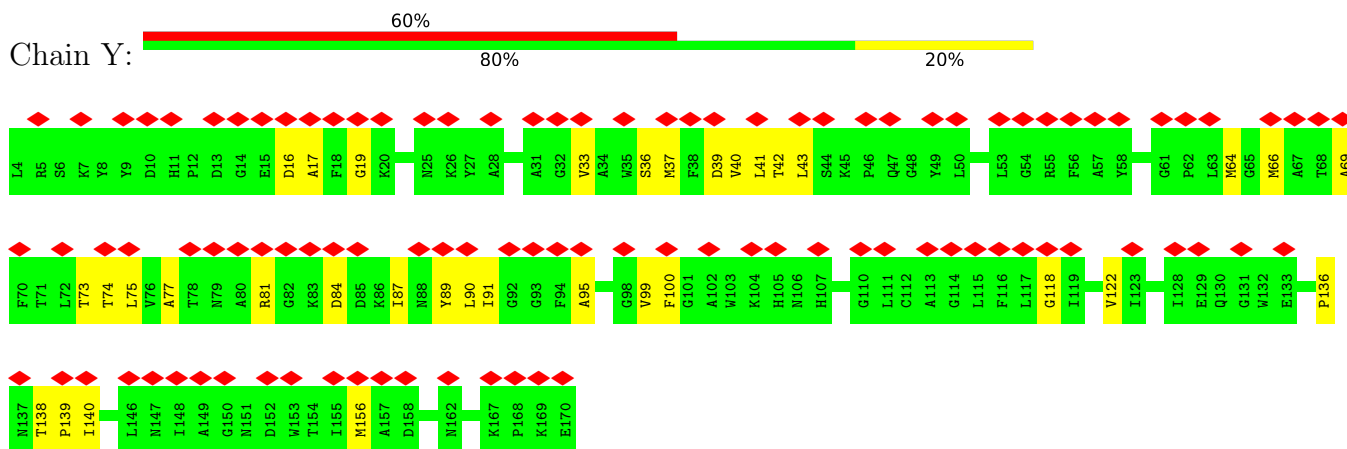 60%
Chain Y:
80% 20%
L4 R5 S6 K7 Y8 Y9 D10 H11 P12 D13 G14 E15 D16 A17 F18 G19 K20 N25 K26 Y27 A28 A31 G32 V33 A34 W35 S36 M37 F38 D39 V40 L41 T42 L43 S44 K45 P46 Q47 G48 Y49 L50 L53 G54 R55 F56 A57 Y58 G61 P62 L63 M64 G65 M66 A67 T68 A69
F70 T71 L72 T73 T74 L75 V76 A77 T78 N79 A80 R81 G82 K83 D84 D85 K86 I87 N88 Y89 L90 I91 G92 G93 F94 A95 G98 V99 F100 G101 A102 W103 K104 H105 N106 H107 G110 L111 C112 A113 G114 L115 F116 L117 G118 I119 V122 I123 I128 E129 Q130 G131 W132 E133 P136
N137 T138 P139 I140 L146 N147 I148 A149 G150 N151 D152 W153 T154 I155 M156 A157 D158 N162 K167 P168 K169 E170